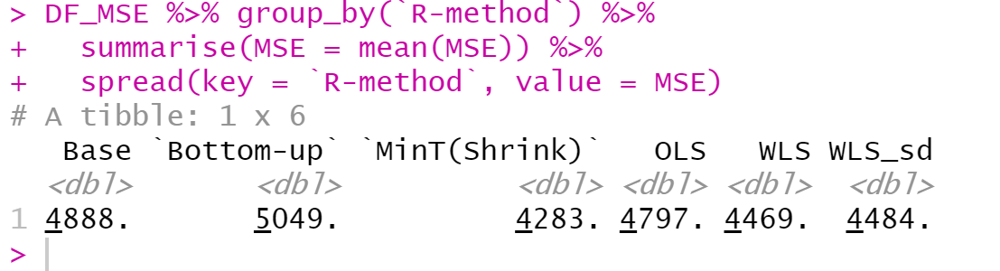 > DF_MSE %>% group_by(`R-method`) %>%
+   summarise(MSE = mean(MSE)) %>%
+   spread(key = `R-method`, value = MSE)
# A tibble: 1 x 6
   Base `Bottom-up` `MinT(Shrink)`   OLS   WLS WLS_sd
  <dbl>       <dbl>          <dbl> <dbl> <dbl>  <dbl>
1 4888.       5049.          4283. 4797. 4469.  4484.
>